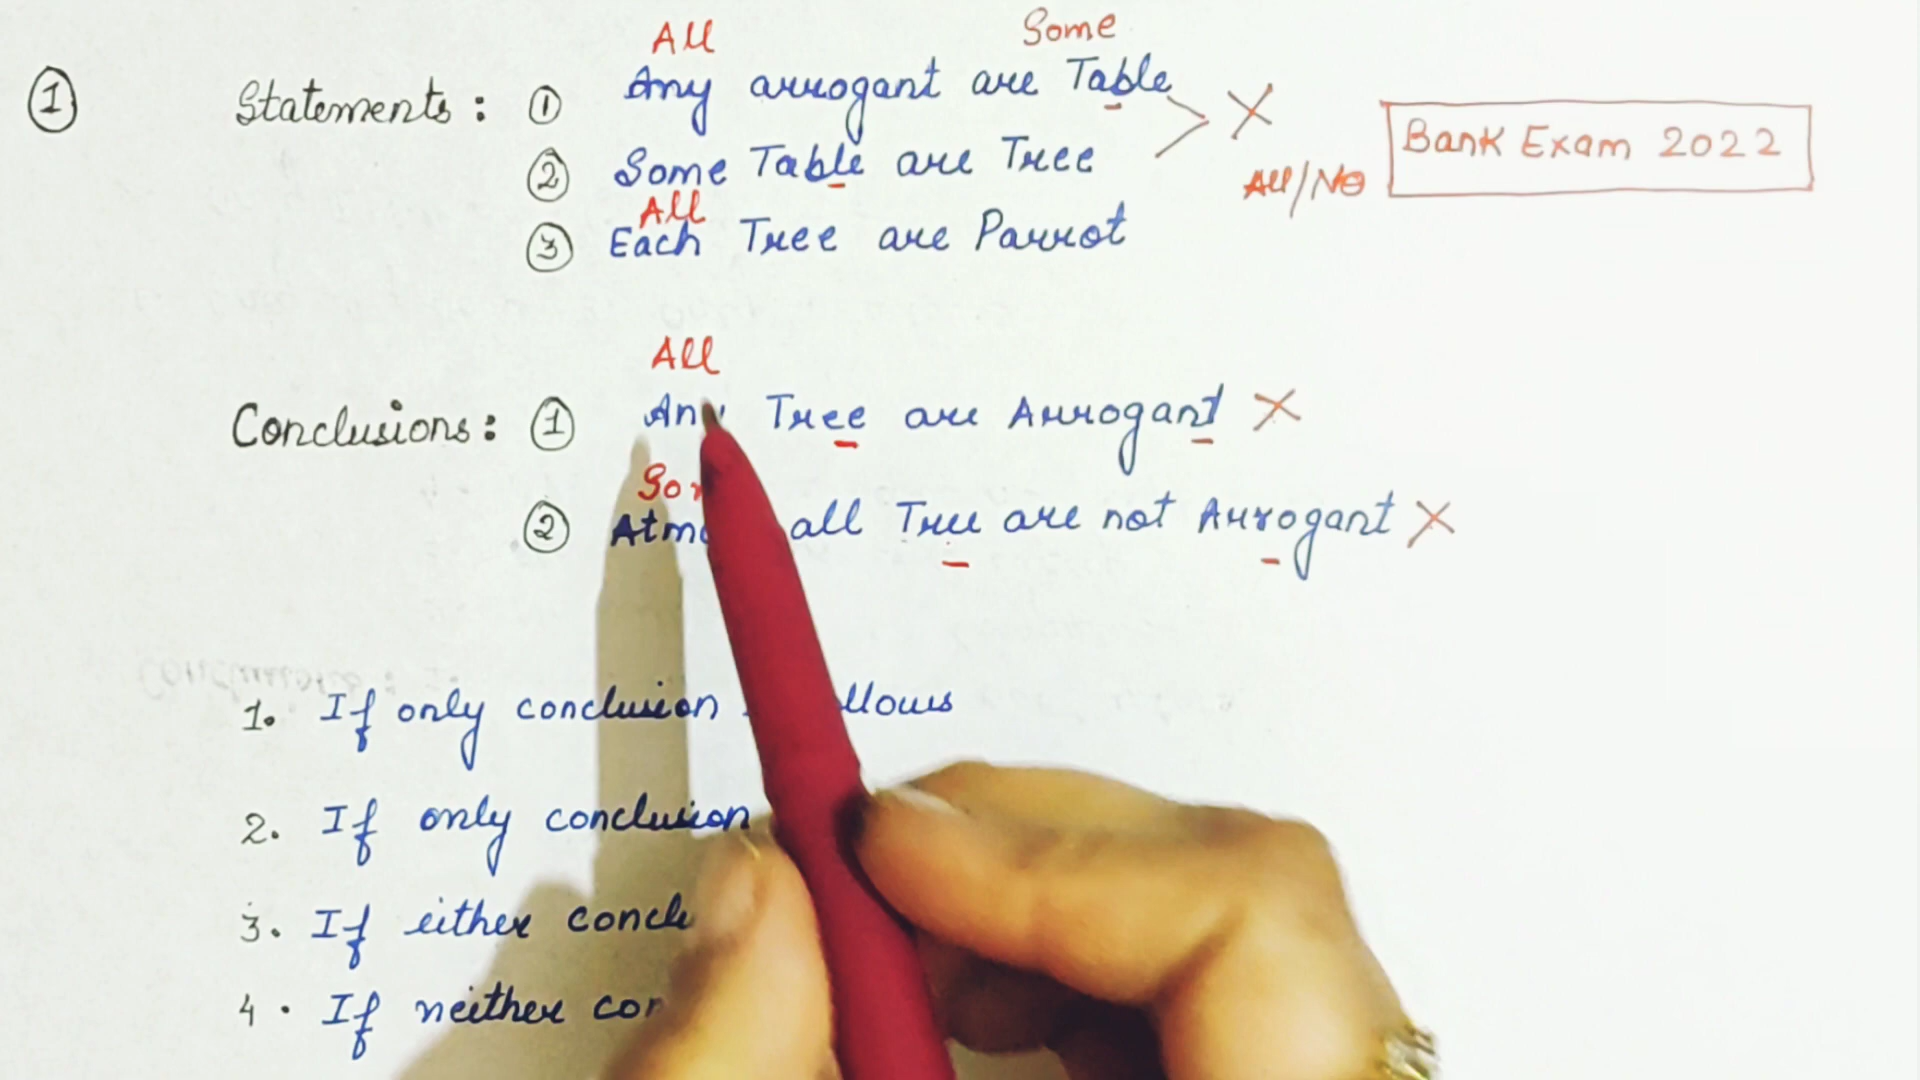 All Some
① Statements : ① Any arrogant are Table
② Some Table are Tree
All/No
Bank Exam 2022
All
③ Each Tree are Parrot
All
Conclusions : ① Tree are Arrogant
② all Tree are not Arrogant
1. If only conclusion
2. If only conclusion
3. If either
4. If neither